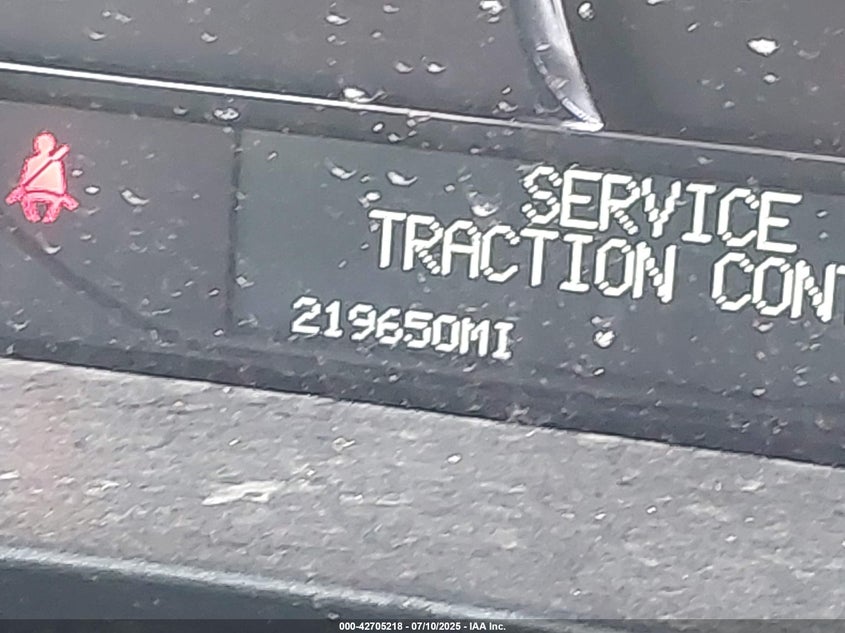 SERVICE
TRACTION CONT
219650MI
000-42705218 - 07/10/2025 - IAA Inc.